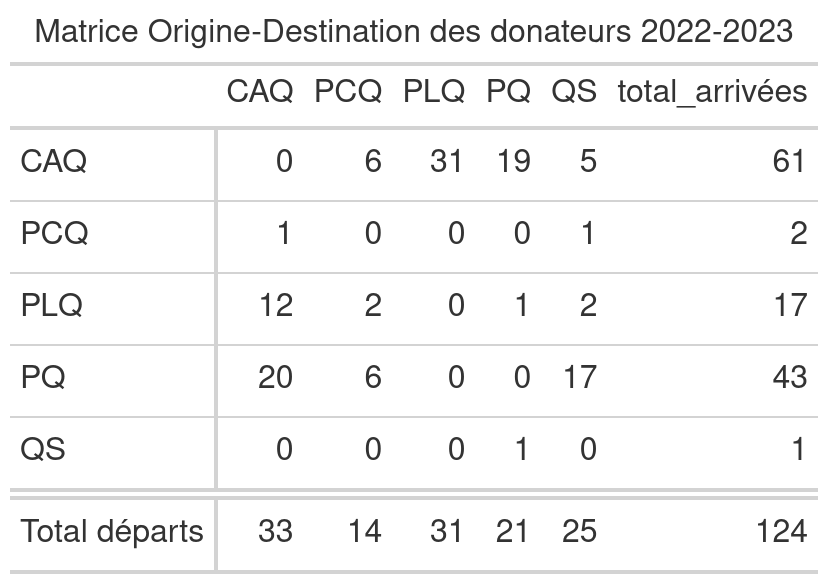 Matrice Origine-Destination des donateurs 2022-2023
CAQ PCQ PLQ PQ QS total_arrivées
CAQ 0 6 31 19 5 61
PCQ 1 0 0 0 1 2
PLQ 12 2 0 1 2 17
PQ 20 6 0 0 17 43
QS 0 0 0 1 0 1
Total départs 33 14 31 21 25 124